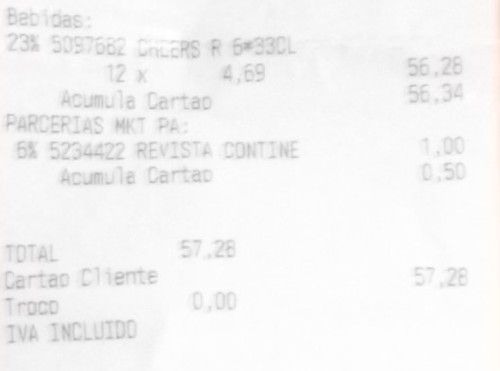 Bebidas:
23% 5097682 CHEERS R 6*33CL
12 x 4,69 56,28
Acumula Cartao 56,34
PARCERIAS MKT PA:
6% 5234422 REVISTA CONTINE 1,00
Acumula Cartao 0,50
TOTAL 57,28
Cartao Cliente 57,28
Troco 0,00
IVA INCLUIDO